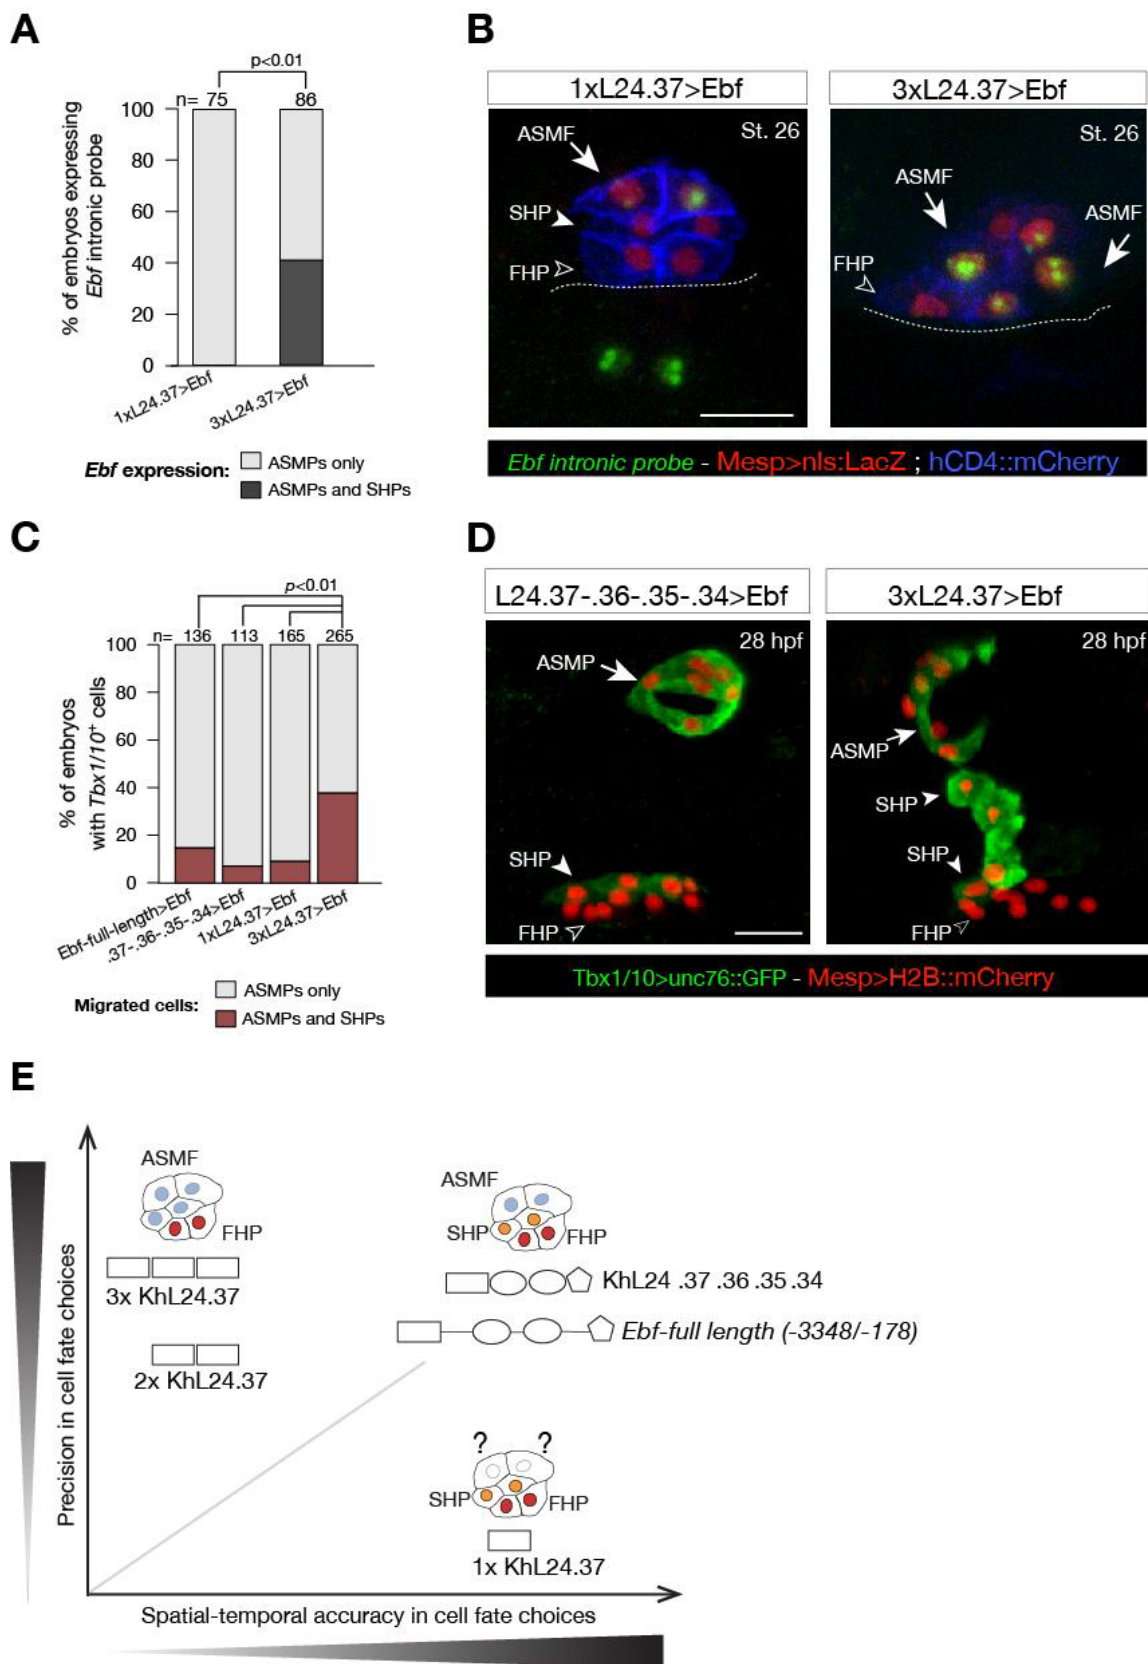 A
p<0.01
n= 75 86
100
80
60
40
20
0
% of embryos expressing
Ebf intronic probe
1xL24.37>Ebf
3xL24.37>Ebf
Ebf expression:
ASMPs only
ASMPs and SHPs
B
1xL24.37>Ebf
3xL24.37>Ebf
St. 26
ASMF
SHP
FHP
St. 26
ASMF
ASMF
FHP
Ebf intronic probe - Mesp>nls:LacZ ; hCD4::mCherry
C
p<0.01
n= 136 113 165 265
100
80
60
40
20
0
% of embryos
with Tbx1/10+ cells
Ebf-full-length>Ebf
.37-.36-.35-.34>Ebf
1xL24.37>Ebf
3xL24.37>Ebf
Migrated cells:
ASMPs only
ASMPs and SHPs
D
L24.37-.36-.35-.34>Ebf
3xL24.37>Ebf
28 hpf
ASMP
SHP
FHP
28 hpf
ASMP
SHP
SHP
FHP
Tbx1/10>unc76::GFP - Mesp>H2B::mCherry
E
Precision in cell fate choices
ASMF
FHP
3x KhL24.37
2x KhL24.37
ASMF
SHP
FHP
KhL24 .37 .36 .35 .34
Ebf-full length (-3348/-178)
? ?
SHP
FHP
1x KhL24.37
Spatial-temporal accuracy in cell fate choices